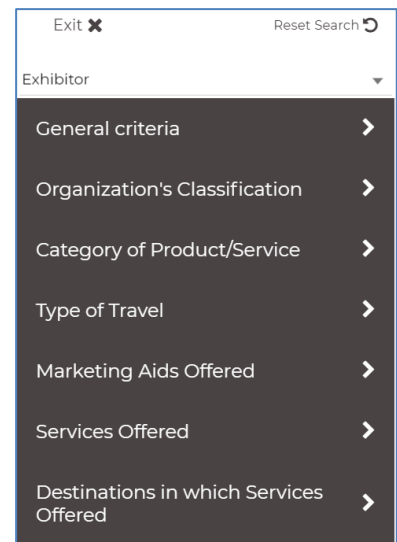 Exit ✖ Reset Search
Exhibitor
General criteria
Organization's Classification
Category of Product/Service
Type of Travel
Marketing Aids Offered
Services Offered
Destinations in which Services
Offered